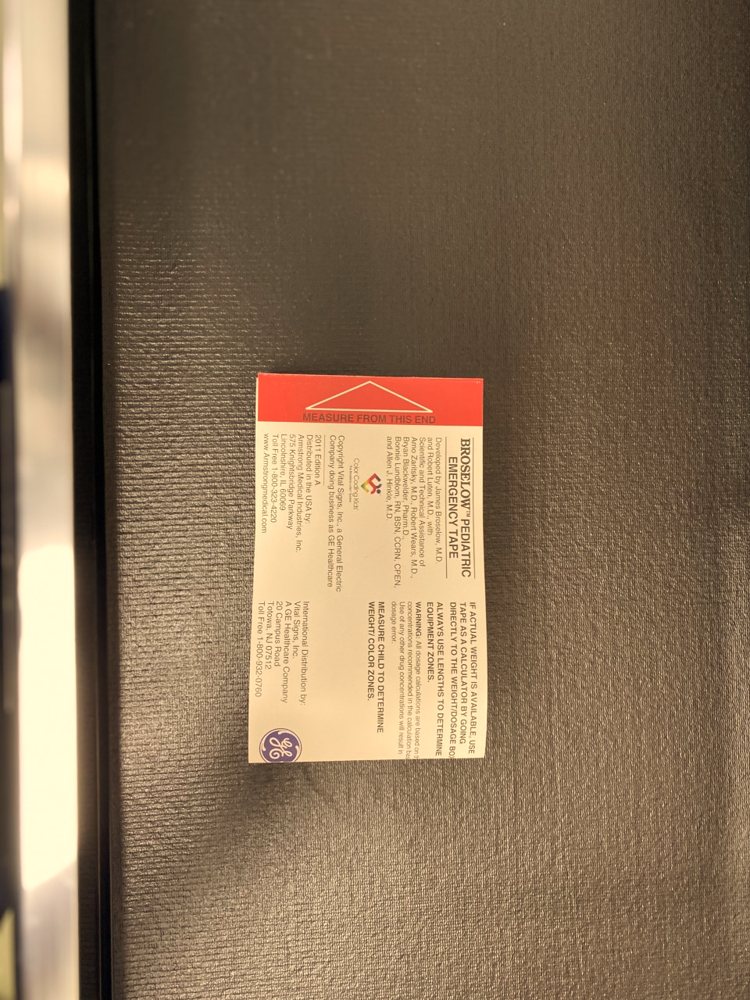 MEASURE FROM THIS END
BROSELOW™ PEDIATRIC
EMERGENCY TAPE
Developed by James Broselow, M.D.
and Robert Luten, M.D., with
Scientific and Technical Assistance of
Arno Zaritsky, M.D., Robert Wears, M.D.,
Bryan Blackwelder, Pharm.D.,
Bonnie Lundblom, RN, BSN, CCRN, CPEN,
and Allen J. Hinkle, M.D.
Color Coding Kids
Copyright Vital Signs, Inc., a General Electric
Company doing business as GE Healthcare
2011 Edition A
Distributed in the USA by:
Armstrong Medical Industries, Inc.
575 Knightsbridge Parkway
Lincolnshire, IL 60069
Toll Free 1-800-323-4220
www.Armstrongmedical.com
IF ACTUAL WEIGHT IS AVAILABLE, USE
TAPE AS A CALCULATOR BY GOING
DIRECTLY TO THE WEIGHT/DOSAGE BO
ALWAYS USE LENGTHS TO DETERMINE
EQUIPMENT ZONES.
WARNING: All dosage calculations are based on
concentrations recommended in the calculation
Use of any other drug concentrations will result in
dosage error.
MEASURE CHILD TO DETERMINE
WEIGHT/ COLOR ZONES.
International Distribution by:
Vital Signs, Inc.
A GE Healthcare Company
20 Campus Road
Totowa, NJ 07512
Toll Free 1-800-932-0760
GE